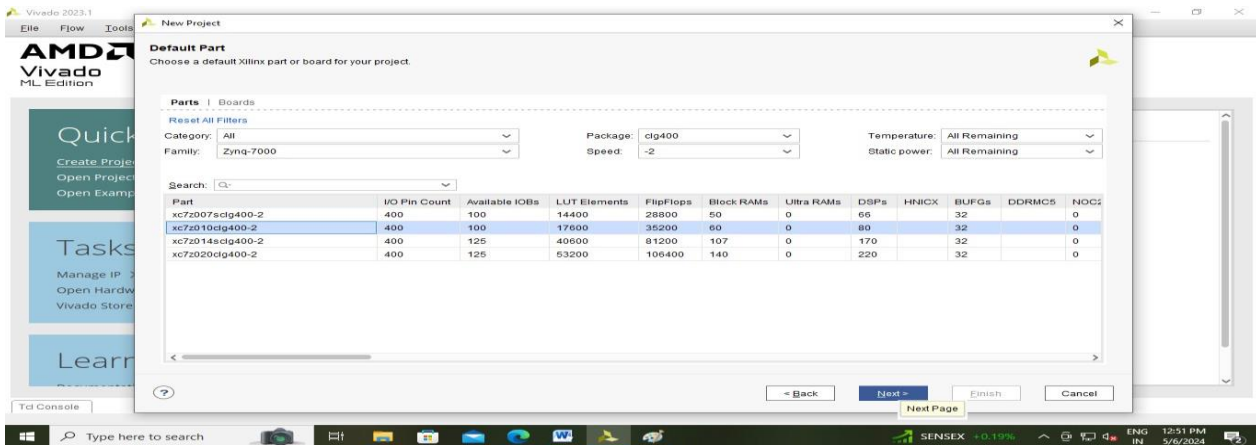 Vivado 2023.1
File Flow Tools
New Project
AMD
Vivado
ML Edition
Default Part
Choose a default Xilinx part or board for your project.
Parts | Boards
Reset All Filters
Category: All Package: clg400 Temperature: All Remaining
Family: Zynq-7000 Speed: -2 Static power: All Remaining
Search: Q-
Part I/O Pin Count Available IOBs LUT Elements FlipFlops Block RAMs Ultra RAMs DSPs HNICX BUFGs DDRMC5 NOC2
xc7z007sclg400-2 400 100 14400 28800 50 0 66 32 0
xc7z010clg400-2 400 100 17600 35200 60 0 80 32 0
xc7z014sclg400-2 400 125 40600 81200 107 0 170 32 0
xc7z020clg400-2 400 125 53200 106400 140 0 220 32 0
Quick
Create Proje
Open Project
Open Examp
Tasks
Manage IP
Open Hardw
Vivado Store
Learn
? < Back Next > Finish Cancel
Next Page
Tcl Console
Type here to search
SENSEX +0.19%
ENG
IN
12:51 PM
5/6/2024